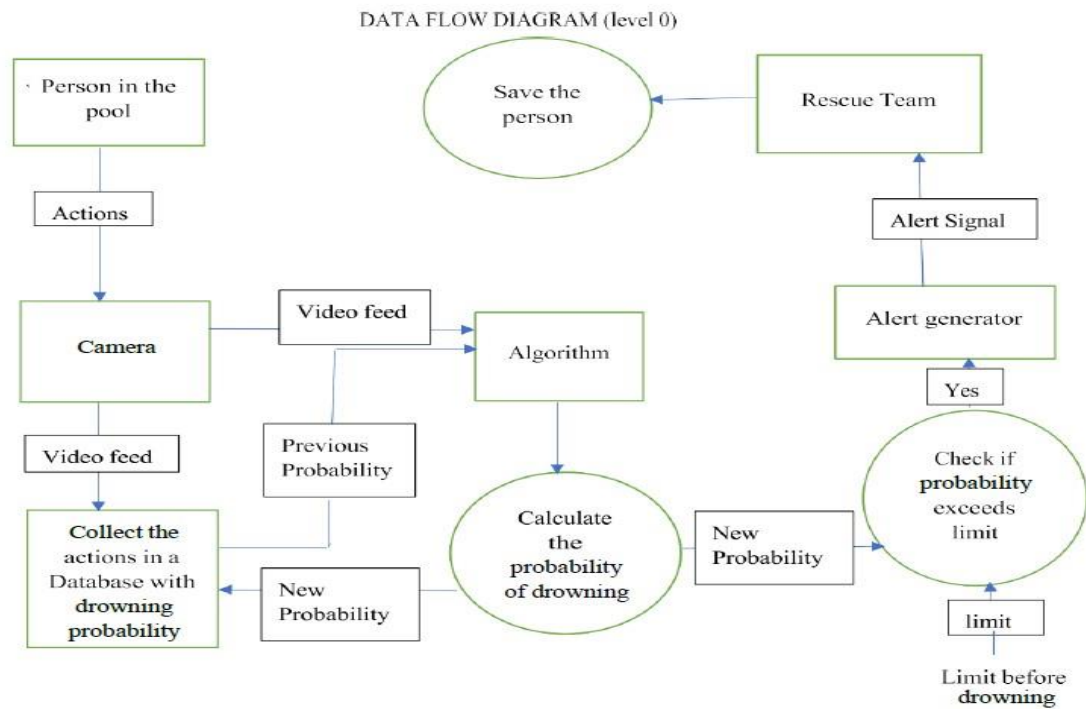 DATA FLOW DIAGRAM (level 0)
Person in the
pool
Save the
person
Rescue Team
Actions
Alert Signal
Camera
Video feed
Algorithm
Alert generator
Yes
Video feed
Previous
Probability
Check if
probability
exceeds
limit
Collect the
actions in a
Database with
drowning
probability
New
Probability
Calculate
the
probability
of drowning
New
Probability
limit
Limit before
drowning